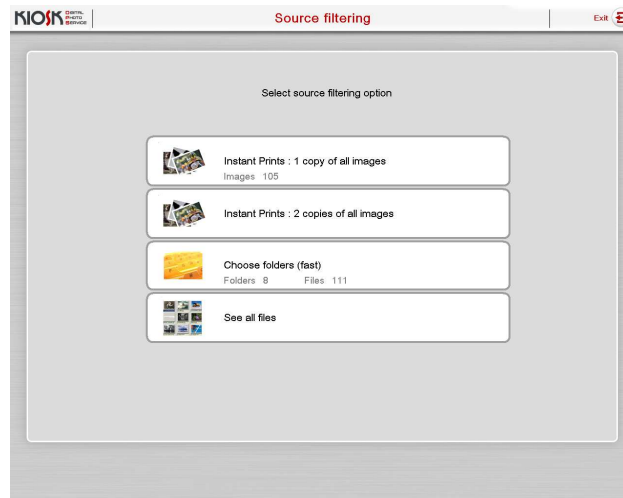 KIOSK DIGITAL PHOTO SERVICE
Source filtering
Exit
Select source filtering option
Instant Prints : 1 copy of all images
Images 105
Instant Prints : 2 copies of all images
Choose folders (fast)
Folders 8 Files 111
See all files